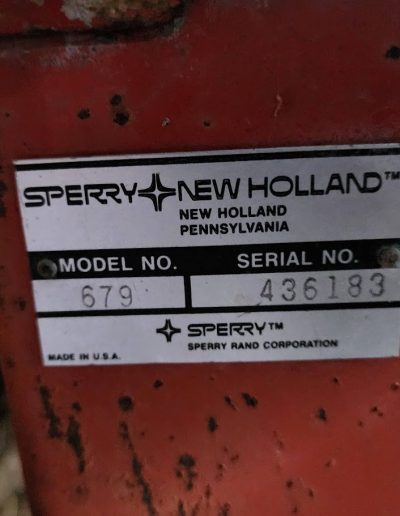 SPERRY NEW HOLLAND™
NEW HOLLAND
PENNSYLVANIA
MODEL NO. SERIAL NO.
679 436183
SPERRY™
SPERRY RAND CORPORATION
MADE IN U.S.A.